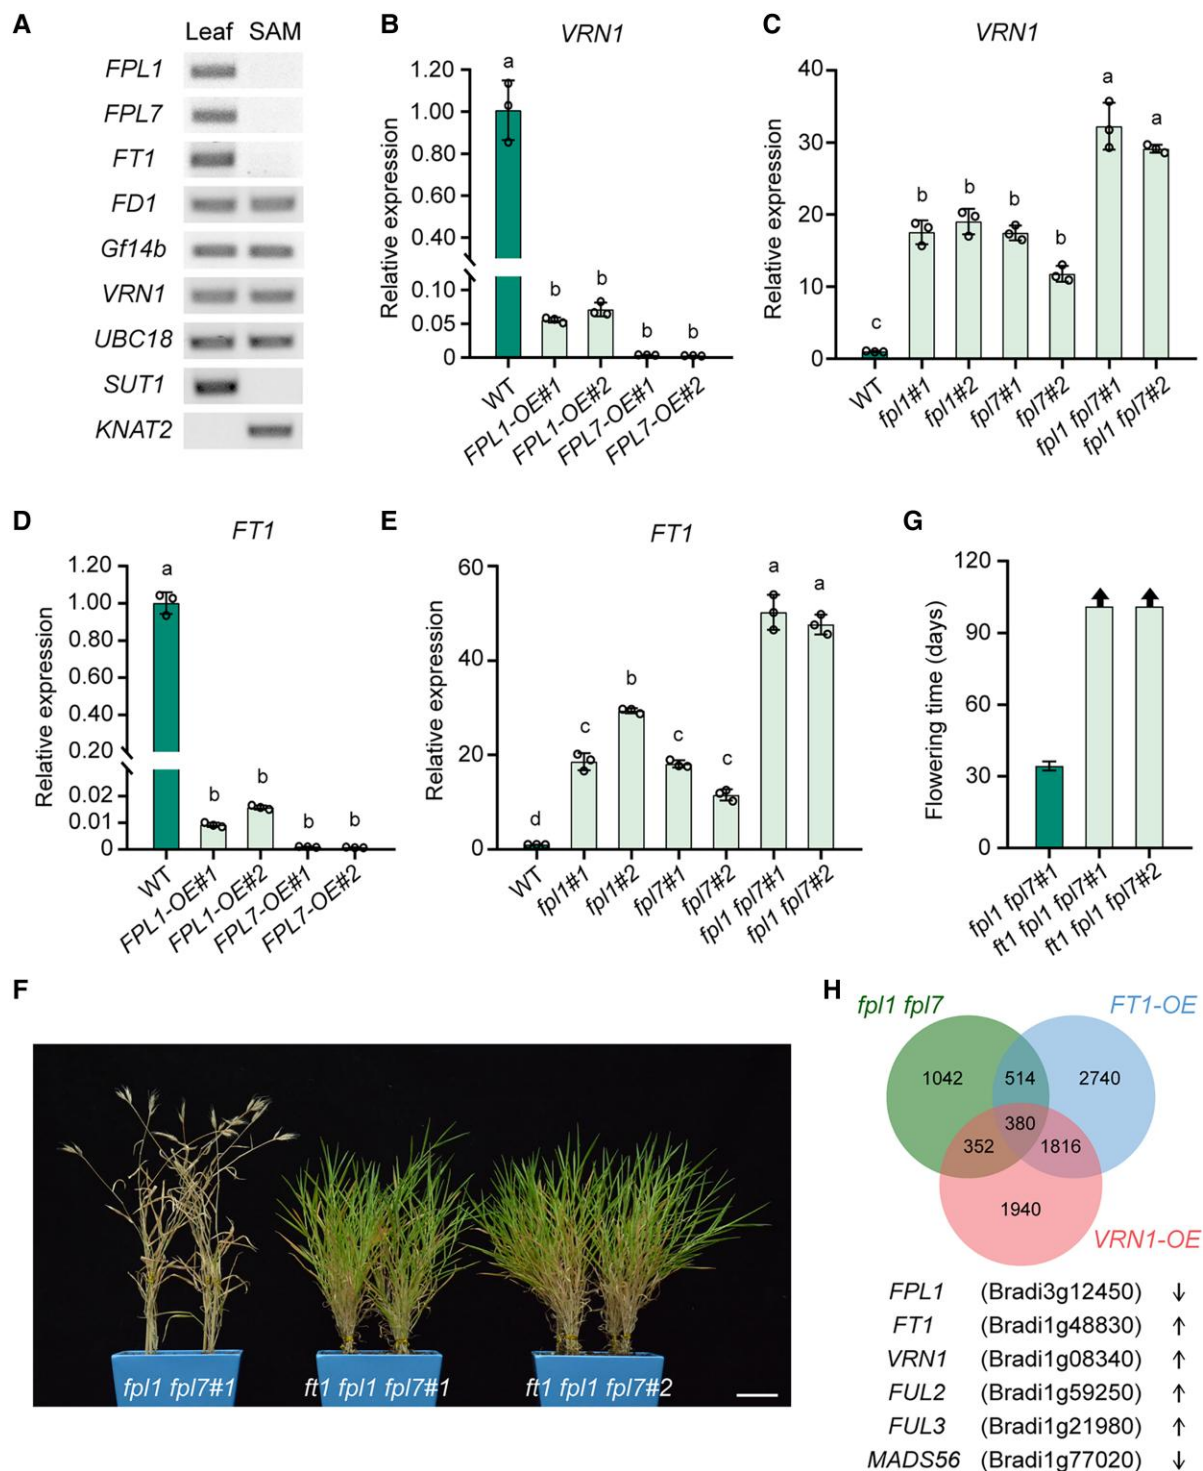 A
Leaf SAM
FPL1
FPL7
FT1
FD1
Gf14b
VRN1
UBC18
SUT1
KNAT2
B
VRN1
Relative expression
1.20
1.00
0.80
0.60
0.40
0.10
0.05
0
a
b
b
b
b
WT
FPL1-OE#1
FPL1-OE#2
FPL7-OE#1
FPL7-OE#2
C
VRN1
Relative expression
40
30
20
10
0
c
b
b
b
b
a
a
WT
fpl1#1
fpl1#2
fpl7#1
fpl7#2
fpl1 fpl7#1
fpl1 fpl7#2
D
FT1
Relative expression
1.20
1.00
0.80
0.60
0.40
0.20
0.02
0.01
0
a
b
b
b
b
WT
FPL1-OE#1
FPL1-OE#2
FPL7-OE#1
FPL7-OE#2
E
FT1
Relative expression
60
40
20
0
d
c
b
c
c
a
a
WT
fpl1#1
fpl1#2
fpl7#1
fpl7#2
fpl1 fpl7#1
fpl1 fpl7#2
G
Flowering time (days)
120
90
60
30
0
fpl1 fpl7#1
ft1 fpl1 fpl7#1
ft1 fpl1 fpl7#2
F
fpl1 fpl7#1
ft1 fpl1 fpl7#1
ft1 fpl1 fpl7#2
H
fpl1 fpl7
FT1-OE
1042 514 2740
380
352 1816
1940
VRN1-OE
FPL1 (Bradi3g12450) ↓
FT1 (Bradi1g48830) ↑
VRN1 (Bradi1g08340) ↑
FUL2 (Bradi1g59250) ↑
FUL3 (Bradi1g21980) ↑
MADS56 (Bradi1g77020) ↓